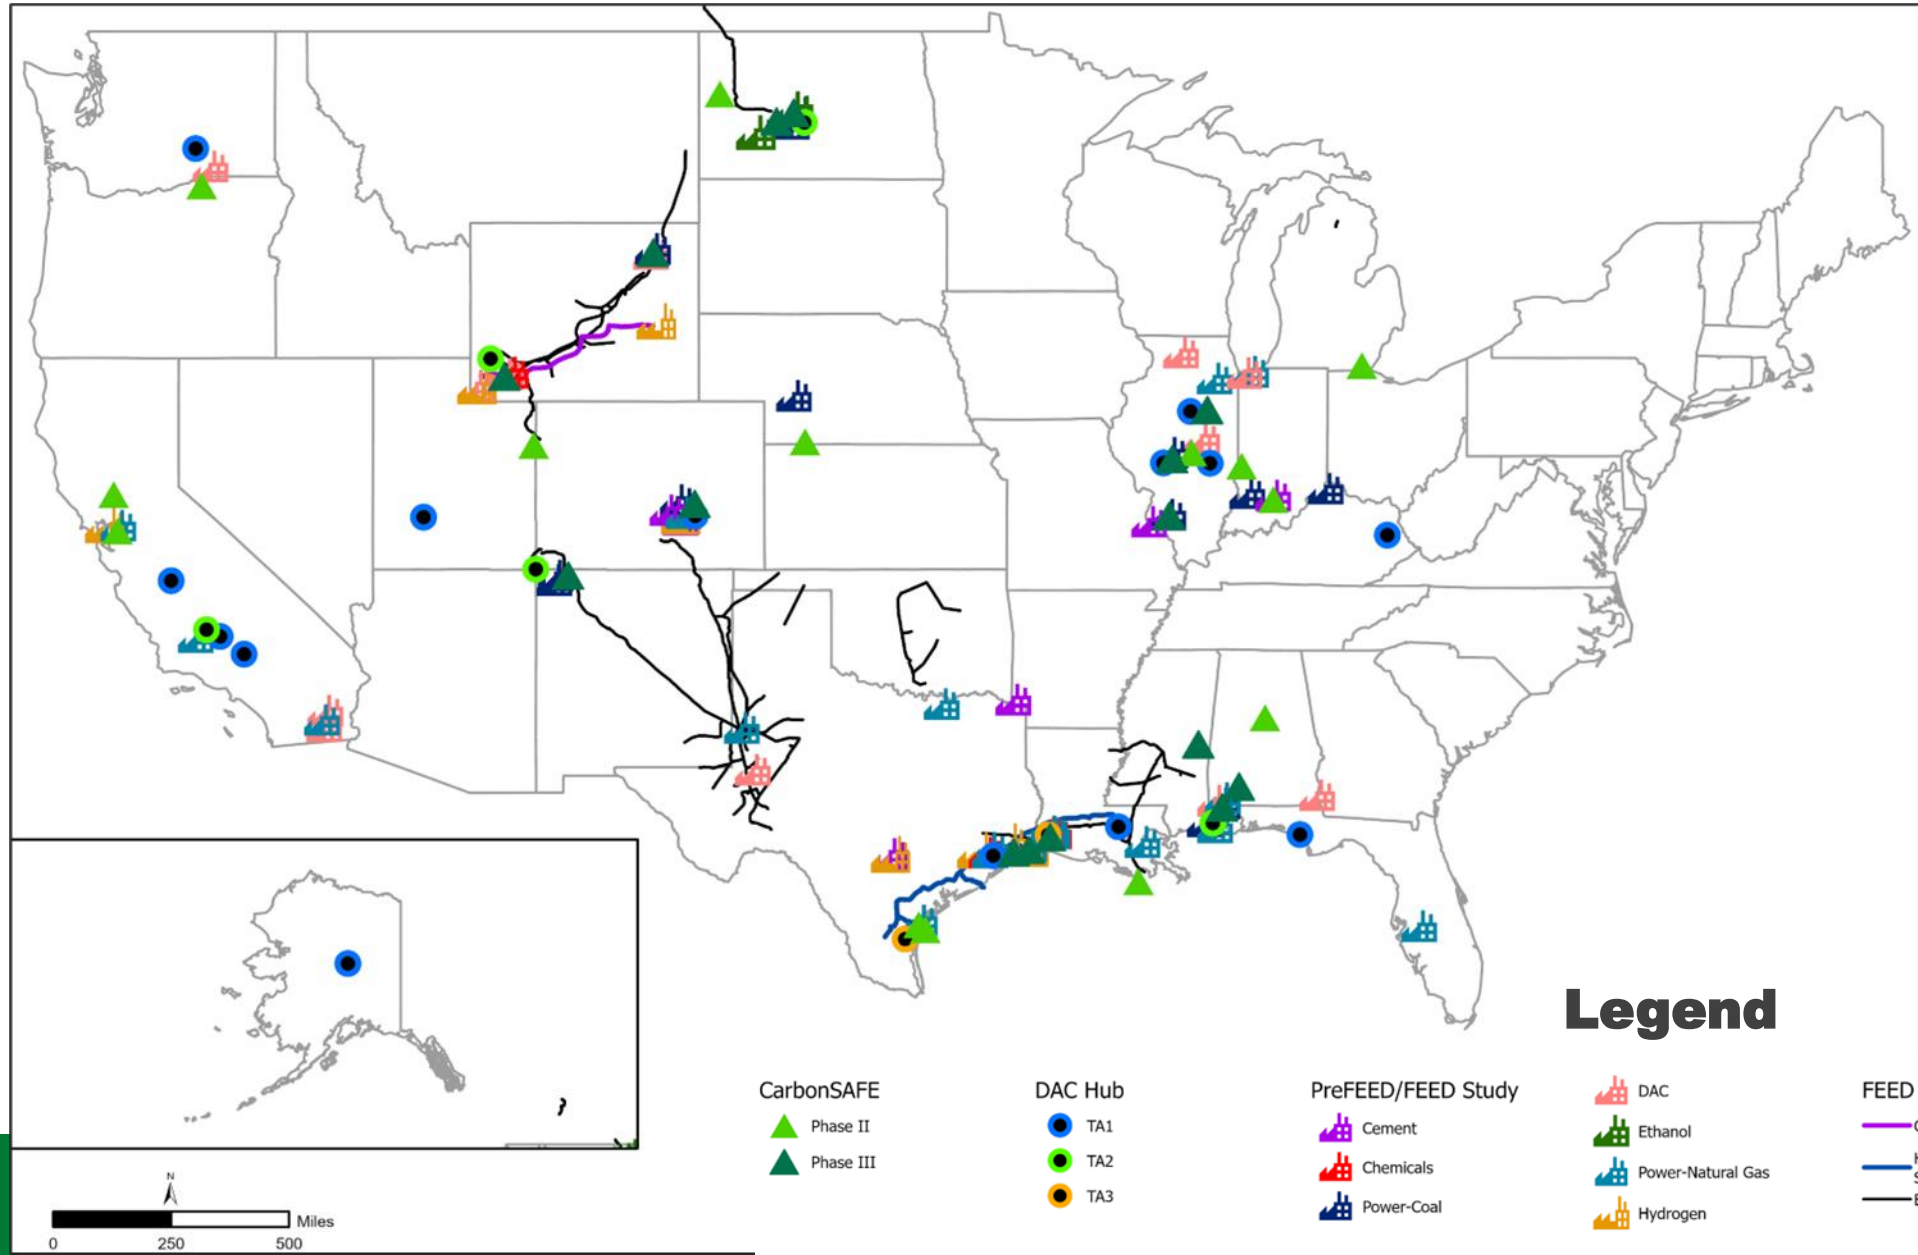 Legend
CarbonSAFE
Phase II
Phase III
DAC Hub
TA1
TA2
TA3
PreFEED/FEED Study
Cement
Chemicals
Power-Coal
DAC
Ethanol
Power-Natural Gas
Hydrogen
FEED
N
Miles
0 250 500